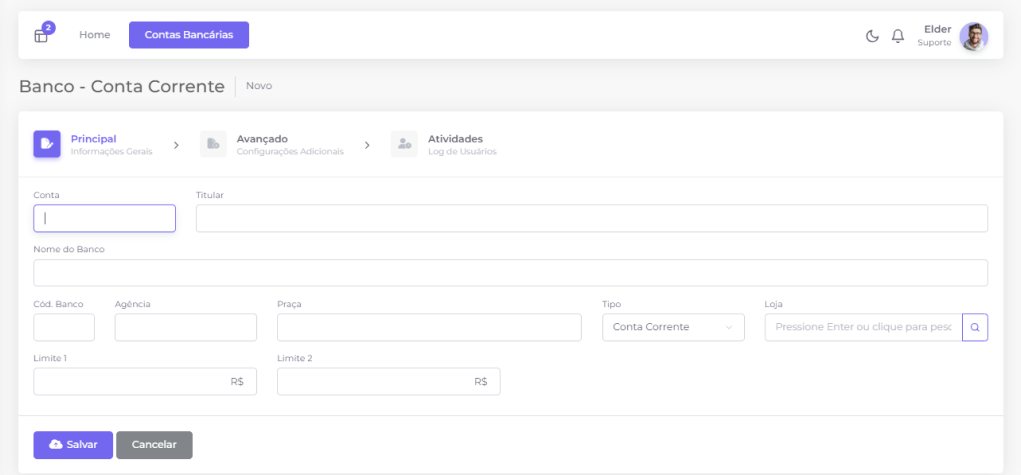 2
Home
Contas Bancárias
Elder
Suporte
Banco - Conta Corrente
Novo
Principal
Informações Gerais
Avançado
Configurações Adicionais
Atividades
Log de Usuários
Conta
Titular
Nome do Banco
Cód. Banco
Agência
Praça
Tipo
Loja
Conta Corrente
Pressione Enter ou clique para pesc
Limite 1
Limite 2
R$
R$
Salvar
Cancelar